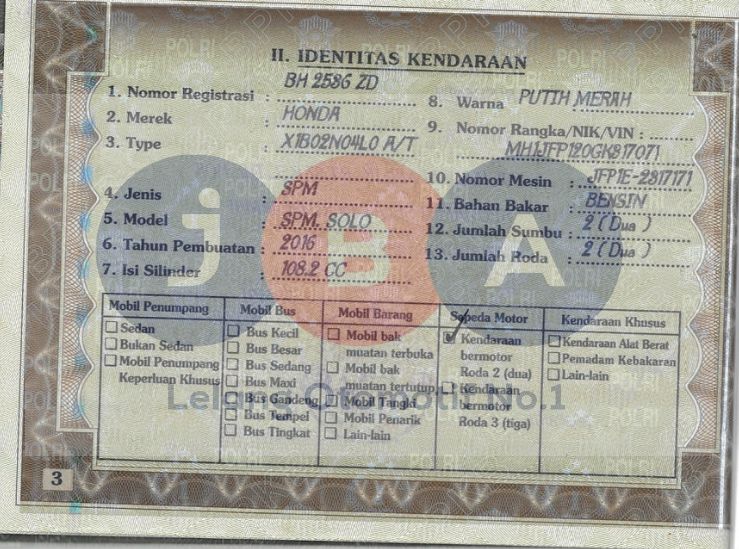 II. IDENTITAS KENDARAAN
1. Nomor Registrasi : BH 2536 ZD
2. Merek : HONDA
3. Type : X1B02N04L0 A/T
4. Jenis : SPM
5. Model : SPM. SOLO
6. Tahun Pembuatan : 2016
7. Isi Silinder : 108.2 CC
8. Warna PUTIH MERAH
9. Nomor Rangka/NIK/VIN :
MH1JFP120GK817071
10. Nomor Mesin : JFP1E-2817171
11. Bahan Bakar : BENSIN
12. Jumlah Sumbu : 2 ( Dua )
13. Jumlah Roda : 2 ( Dua )
jBA
Mobil Penumpang
Sedan
Bukan Sedan
Mobil Penumpang
Keperluan Khusus
Mobil Bus
Bus Kecil
Bus Besar
Bus Sedang
Bus Maxi
Bus Gandeng
Bus Tempel
Bus Tingkat
Mobil Barang
Mobil bak
muatan terbuka
Mobil bak
muatan tertutup
Mobil Tangki
Mobil Penarik
Lain-lain
Sepeda Motor
Kendaraan
bermotor
Roda 2 (dua)
Kendaraan
bermotor
Roda 3 (tiga)
Kendaraan Khusus
Kendaraan Alat Berat
Pemadam Kebakaran
Lain-lain
Lelang Otomotif No.1
3